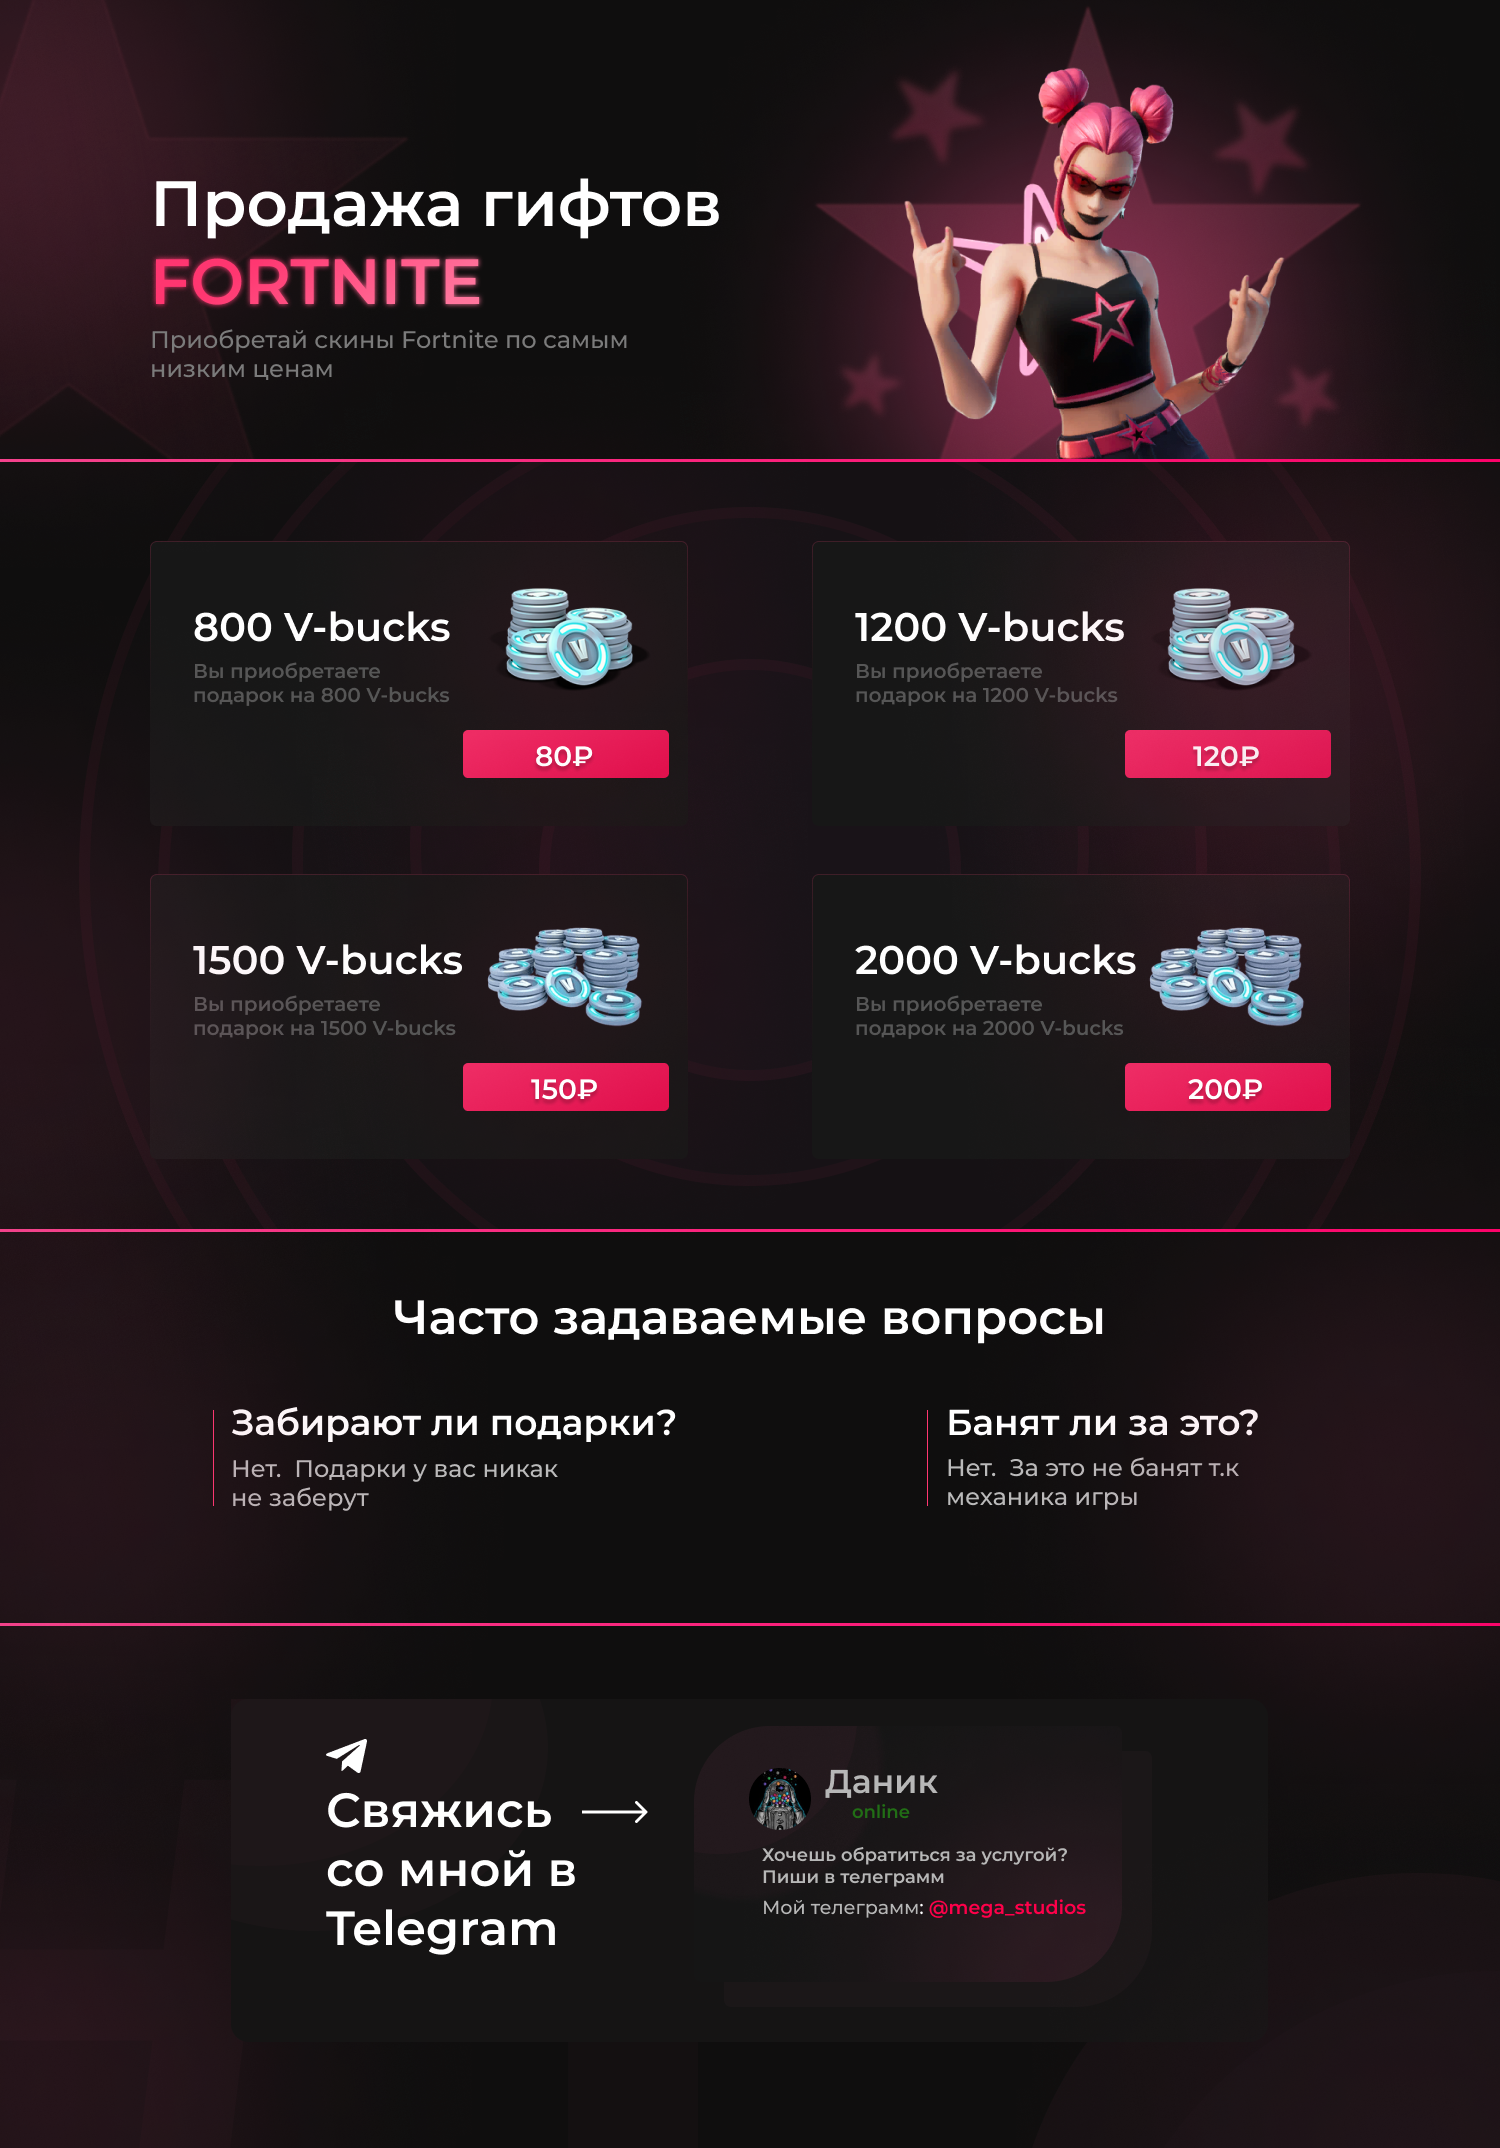 Продажа гифтов
FORTNITE
Приобретай скины Fortnite по самым
низким ценам
800 V-bucks
Вы приобретаете
подарок на 800 V-bucks
80₽
1200 V-bucks
Вы приобретаете
подарок на 1200 V-bucks
120₽
1500 V-bucks
Вы приобретаете
подарок на 1500 V-bucks
150₽
2000 V-bucks
Вы приобретаете
подарок на 2000 V-bucks
200₽
Часто задаваемые вопросы
Забирают ли подарки?
Нет. Подарки у вас никак
не заберут
Банят ли за это?
Нет. За это не банят т.к
механика игры
Свяжись
со мной в
Telegram
Даник
online
Хочешь обратиться за услугой?
Пиши в телеграмм
Мой телеграмм: @mega_studios